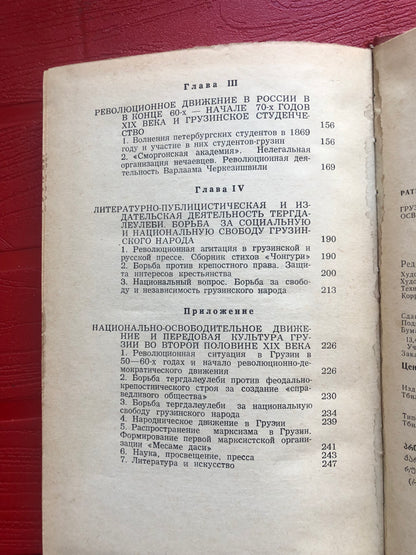 Глава III
РЕВОЛЮЦИОННОЕ ДВИЖЕНИЕ В РОССИИ В
В КОНЦЕ 60-х — НАЧАЛЕ 70-х ГОДОВ
XIX ВЕКА И ГРУЗИНСКОЕ СТУДЕНЧЕ-
СТВО 156
1. Волнения петербургских студентов в 1869
году и участие в них студентов-грузин 156
2. «Сморгонская академия». Нелегальная
организация нечаевцев. Революционная дея-
тельность Варлаама Черкезишвили 169
Глава IV
ЛИТЕРАТУРНО-ПУБЛИЦИСТИЧЕСКАЯ И ИЗ-
ДАТЕЛЬСКАЯ ДЕЯТЕЛЬНОСТЬ ТЕРГДА-
ЛЕУЛЕБИ. БОРЬБА ЗА СОЦИАЛЬНУЮ
И НАЦИОНАЛЬНУЮ СВОБОДУ ГРУЗИН-
СКОГО НАРОДА 190
1. Революционная агитация в грузинской и
русской прессе. Сборник стихов «Чонгури» 190
2. Борьба против крепостного права. Защи-
та интересов крестьянства 200
3. Национальный вопрос. Борьба за свобо-
ду и независимость грузинского народа 213
Приложение
НАЦИОНАЛЬНО-ОСВОБОДИТЕЛЬНОЕ ДВИЖЕ-
НИЕ И ПЕРЕДОВАЯ КУЛЬТУРА ГРУ-
ЗИИ ВО ВТОРОЙ ПОЛОВИНЕ XIX ВЕКА 226
1. Революционная ситуация в Грузии в
50—60-х годах и начало революционно-де-
мократического движения 226
2. Борьба тергдалеулеби против феодально-
крепостнического строя за создание «спра-
ведливого общества» 230
3. Борьба тергдалеулеби за национальную
свободу грузинского народа 234
4. Народническое движение в Грузии 239
5. Распространение марксизма в Грузии.
Формирование первой марксистской органи-
зации «Месаме даси» 241
6. Наука, просвещение, пресса 243
7. Литература и искусство 247